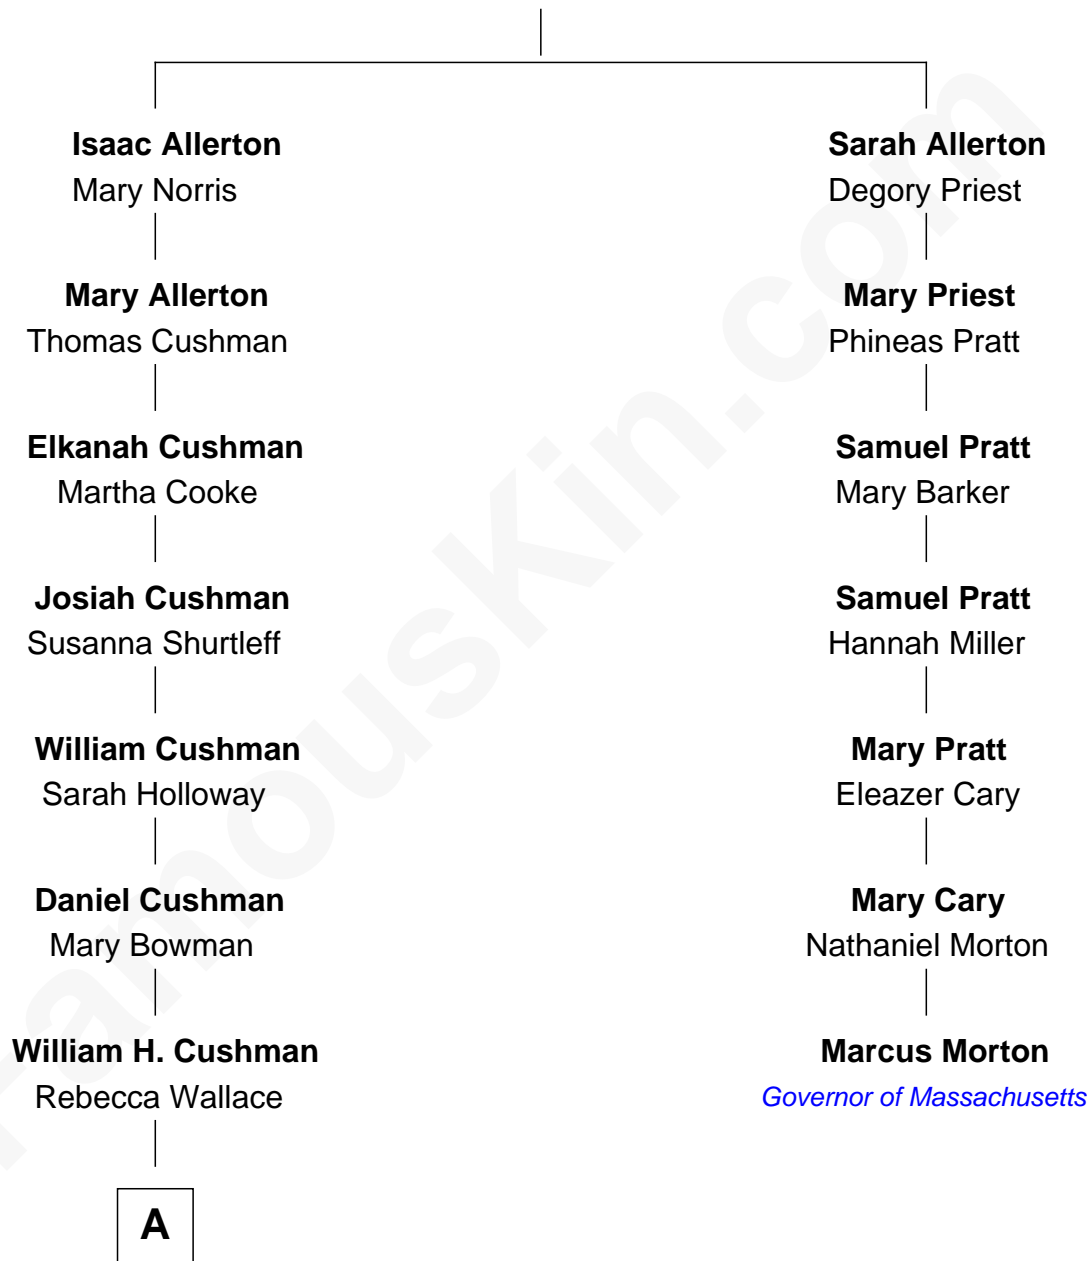 Isaac Allerton
Mary Norris
Sarah Allerton
Degory Priest
Mary Allerton
Thomas Cushman
Mary Priest
Phineas Pratt
Elkanah Cushman
Martha Cooke
Samuel Pratt
Mary Barker
Josiah Cushman
Susanna Shurtleff
Samuel Pratt
Hannah Miller
William Cushman
Sarah Holloway
Mary Pratt
Eleazer Cary
Daniel Cushman
Mary Bowman
Mary Cary
Nathaniel Morton
William H. Cushman
Rebecca Wallace
Marcus Morton
Governor of Massachusetts
A
FamousKin.com